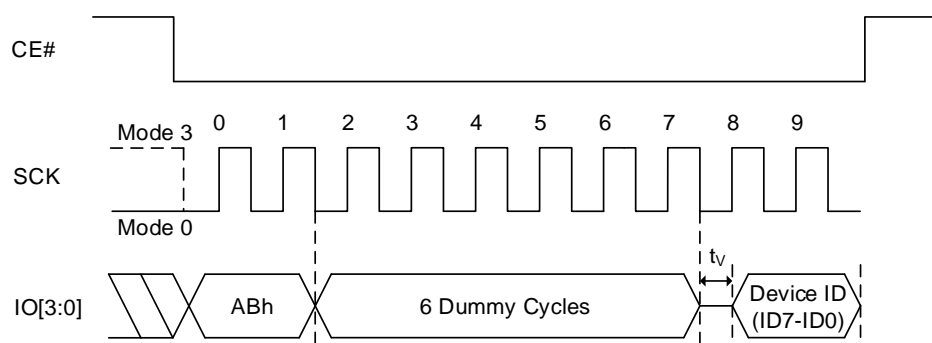 CE#
Mode 3
0 1 2 3 4 5 6 7 8 9
SCK
Mode 0
tV
IO[3:0]
ABh
6 Dummy Cycles
Device ID
(ID7-ID0)